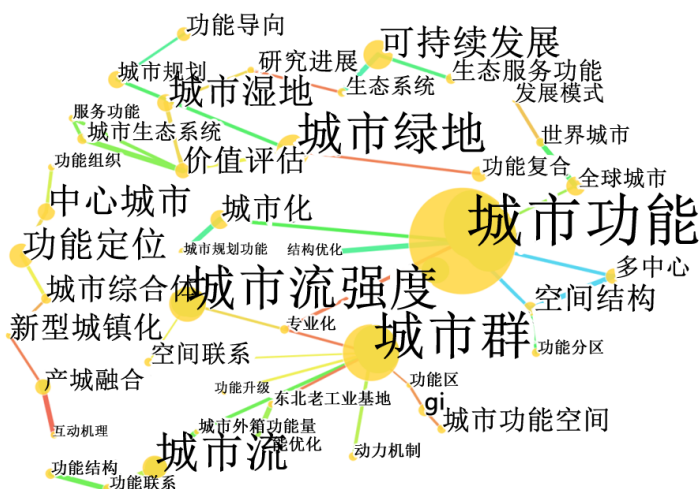 功能导向
可持续发展
研究进展
城市规划
城市湿地
生态系统
生态服务功能
发展模式
服务功能
城市生态系统
城市绿地
世界城市
功能组织
价值评估
功能复合
全球城市
中心城市
城市化
城市功能
功能定位
城市规划功能
结构优化
多中心
城市综合体
城市流强度
空间结构
新型城镇化
专业化
城市群
空间联系
功能分区
产城融合
功能升级
功能区
东北老工业基地
gi
互动机理
城市外箱功能量
城市功能空间
能优化
城市流
动力机制
功能结构
功能联系